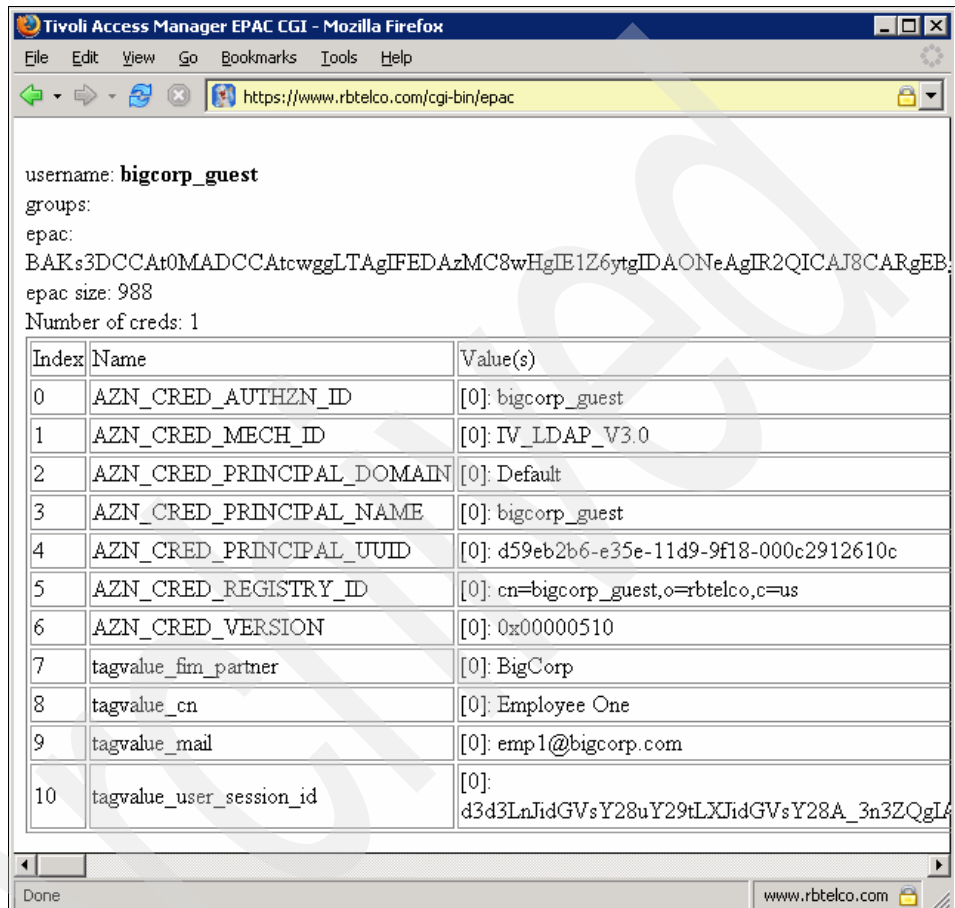 Tivoli Access Manager EPAC CGI - Mozilla Firefox
File Edit View Go Bookmarks Tools Help
https://www.rbtelco.com/cgi-bin/epac
username: bigcorp_guest
groups:
epac:
BAKs3DCCAt0MADCCAtcwggLTAgIFEDAzMC8wHgIE1Z6ytgIDAONeAgIR2QICAJ8CARgEB
epac size: 988
Number of creds: 1
Index Name Value(s)
0 AZN_CRED_AUTHZN_ID [0]: bigcorp_guest
1 AZN_CRED_MECH_ID [0]: IV_LDAP_V3.0
2 AZN_CRED_PRINCIPAL_DOMAIN [0]: Default
3 AZN_CRED_PRINCIPAL_NAME [0]: bigcorp_guest
4 AZN_CRED_PRINCIPAL_UUID [0]: d59eb2b6-e35e-11d9-9f18-000c2912610c
5 AZN_CRED_REGISTRY_ID [0]: cn=bigcorp_guest,o=rbtelco,c=us
6 AZN_CRED_VERSION [0]: 0x00000510
7 tagvalue_fim_partner [0]: BigCorp
8 tagvalue_cn [0]: Employee One
9 tagvalue_mail [0]: emp1@bigcorp.com
10 tagvalue_user_session_id [0]:
d3d3LnJidGVsY28uY29tLXJidGVsY28A_3n3ZQgIA
Done www.rbtelco.com